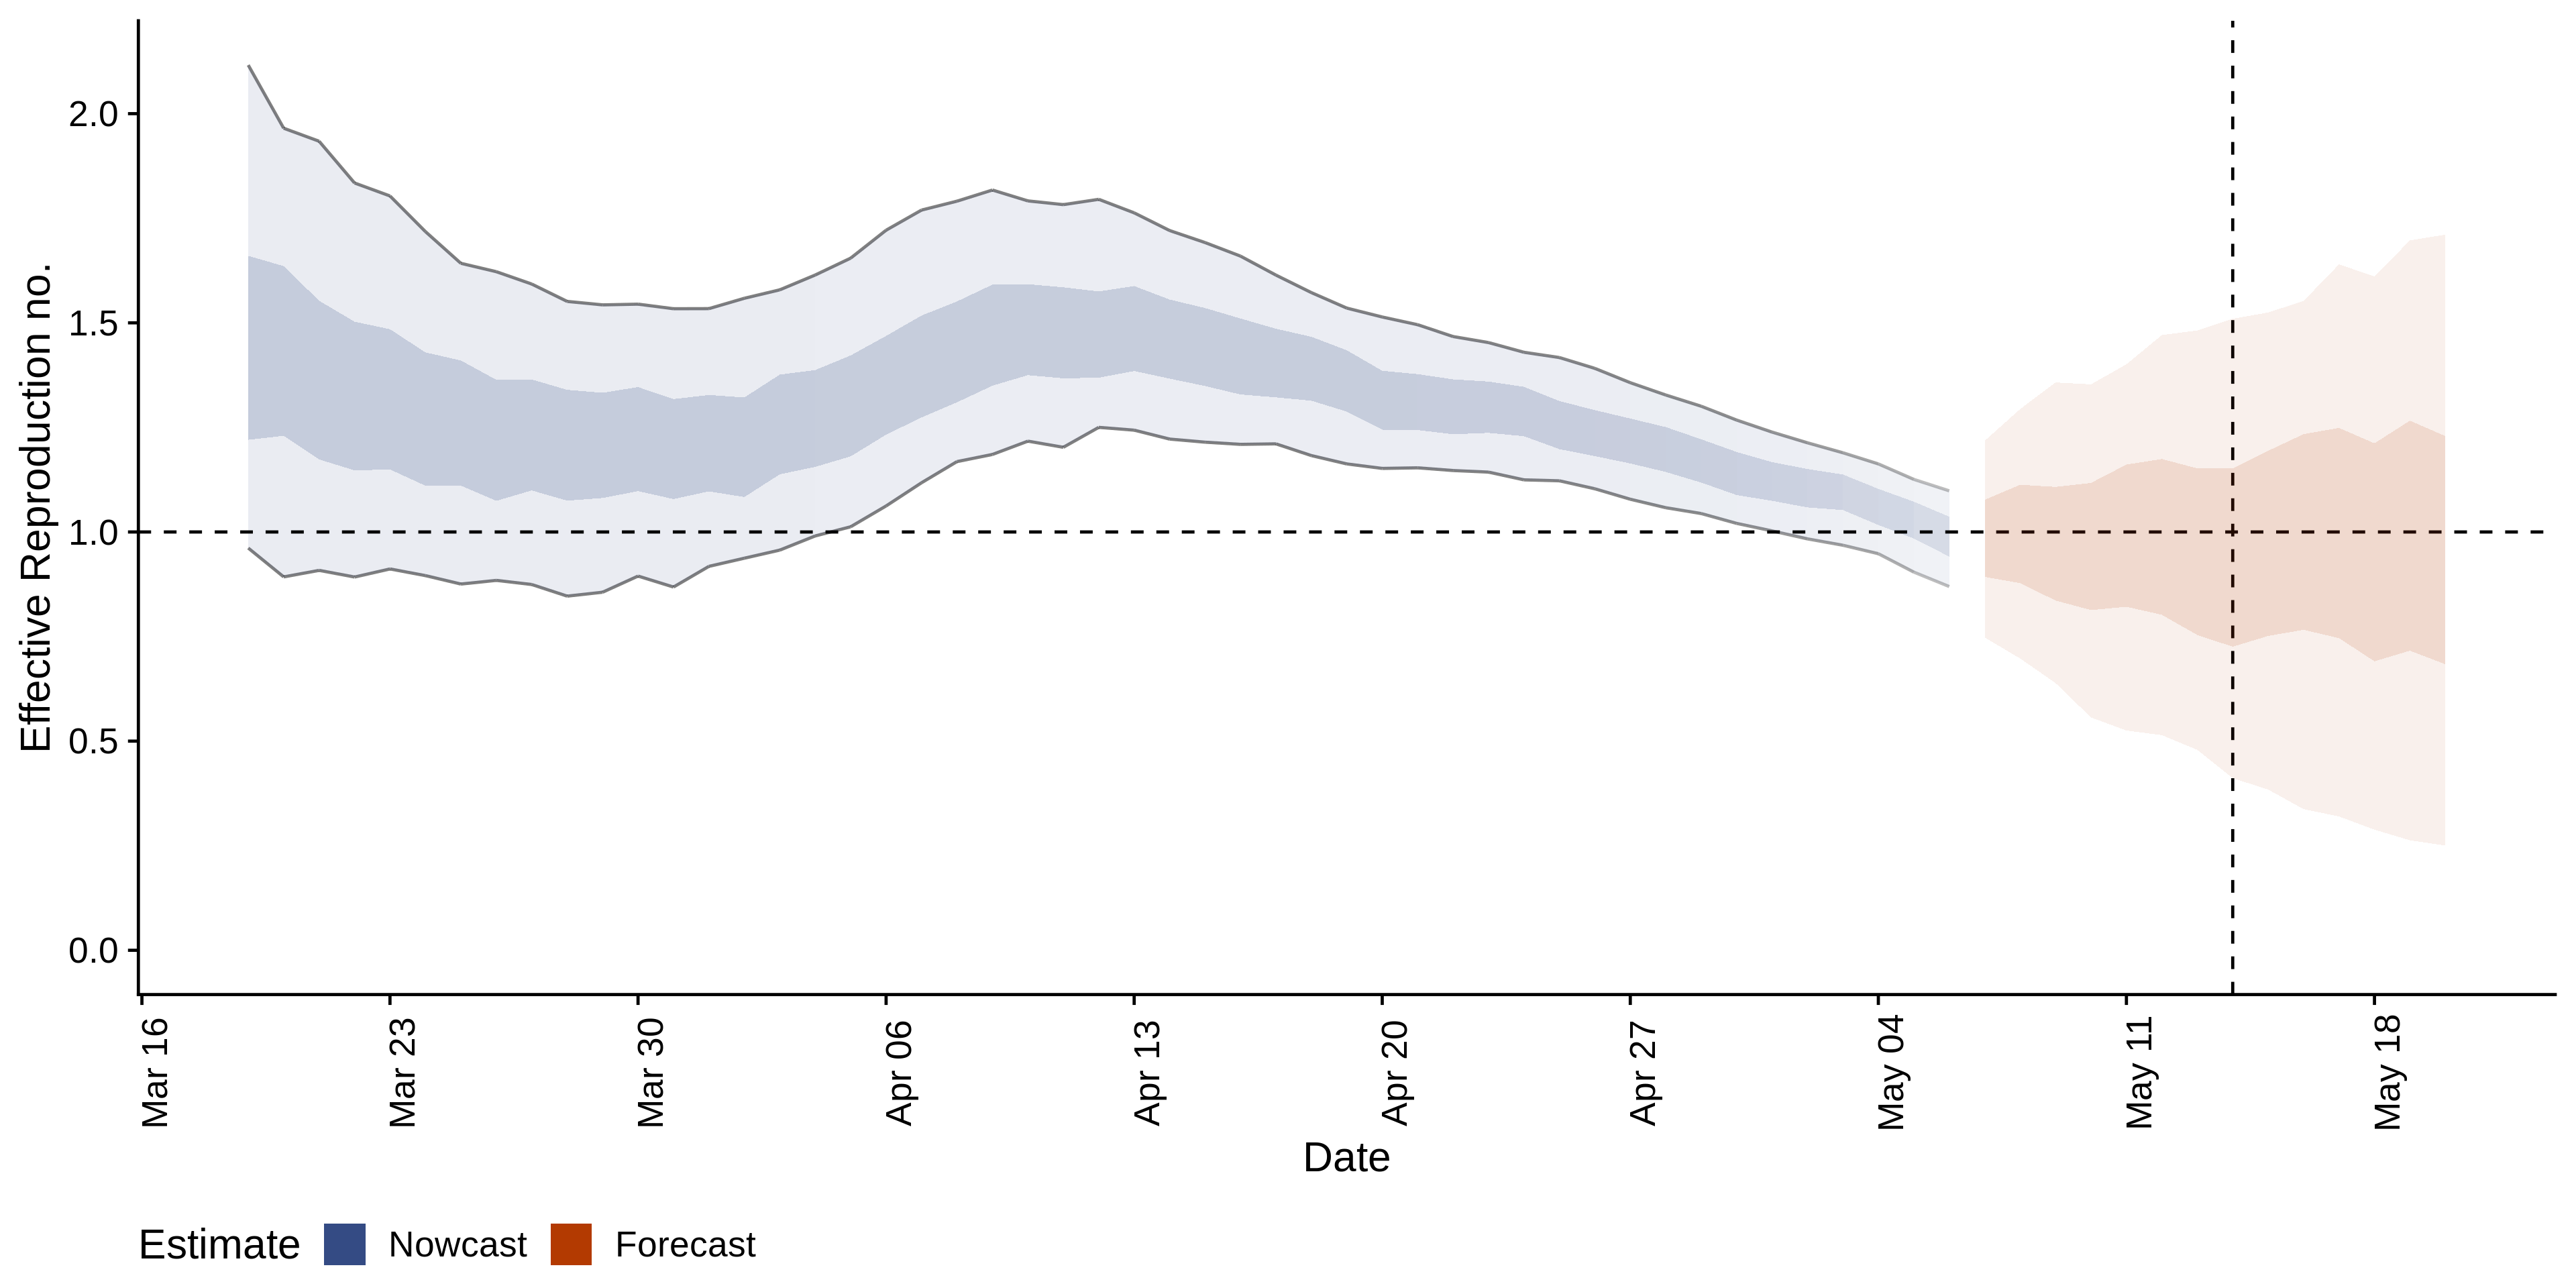 Effective Reproduction no.
2.0
1.5
1.0
0.5
0.0
Mar 16
Mar 23
Mar 30
Apr 06
Apr 13
Apr 20
Apr 27
May 04
May 11
May 18
Date
Estimate Nowcast Forecast